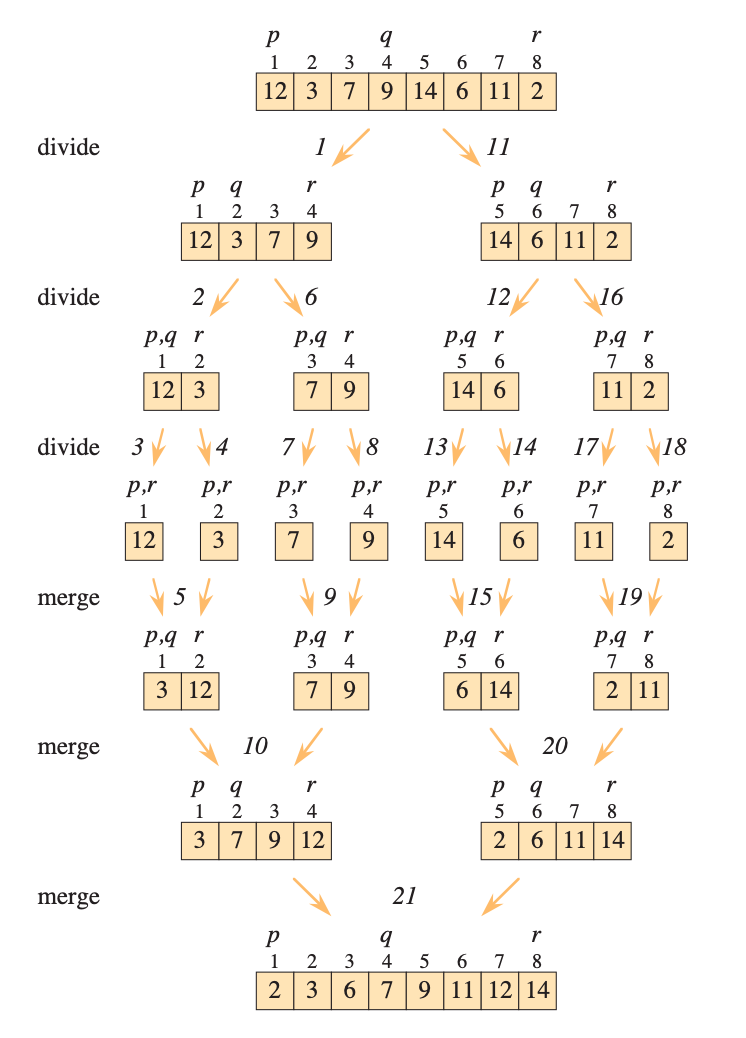 p q r
1 2 3 4 5 6 7 8
12 3 7 9 14 6 11 2
divide 1 11
p q r p q r
1 2 3 4 5 6 7 8
12 3 7 9 14 6 11 2
divide 2 6 12 16
p,q r p,q r p,q r p,q r
1 2 3 4 5 6 7 8
12 3 7 9 14 6 11 2
divide 3 4 7 8 13 14 17 18
p,r p,r p,r p,r p,r p,r p,r p,r
1 2 3 4 5 6 7 8
12 3 7 9 14 6 11 2
merge 5 9 15 19
p,q r p,q r p,q r p,q r
1 2 3 4 5 6 7 8
3 12 7 9 6 14 2 11
merge 10 20
p q r p q r
1 2 3 4 5 6 7 8
3 7 9 12 2 6 11 14
merge 21
p q r
1 2 3 4 5 6 7 8
2 3 6 7 9 11 12 14